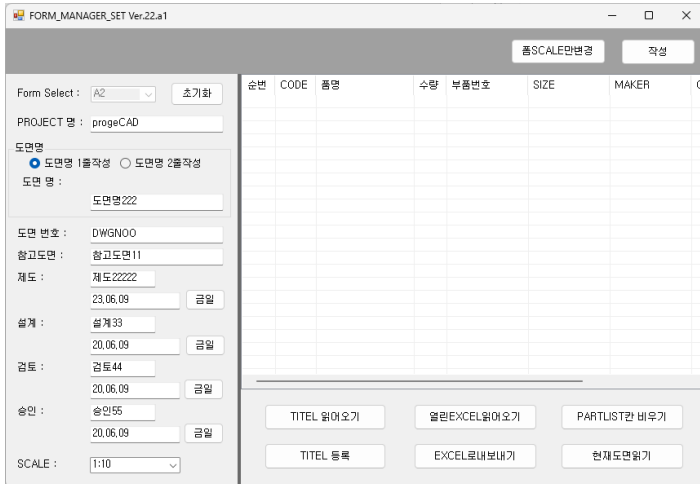 FORM_MANAGER_SET Ver.22.a1
폼SCALE만변경 작성
Form Select : A2 초기화
PROJECT 명 : progeCAD
도면명
도면명 1줄작성 도면명 2줄작성
도면 명 :
도면명222
도면 번호 : DWGNOO
참고도면 : 참고도면11
제도 : 제도22222
23,06,09 금일
설계 : 설계33
20,06,09 금일
검토 : 검토44
20,06,09 금일
승인 : 승인55
20,06,09 금일
SCALE : 1:10
순번 CODE 품명 수량 부품번호 SIZE MAKER
TITEL 읽어오기 열린EXCEL읽어오기 PARTLIST칸 비우기
TITEL 등록 EXCEL로내보내기 현재도면읽기